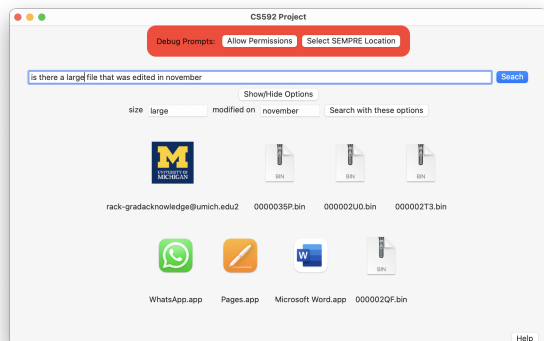 CS592 Project
Debug Prompts: Allow Permissions Select SEMPRE Location
is there a large file that was edited in november Seach
Show/Hide Options
size large modified on november Search with these options
M
UNIVERSITY OF
MICHIGAN
BIN BIN BIN
rack-gradacknowledge@umich.edu2 0000035P.bin 000002U0.bin 000002T3.bin
W BIN
WhatsApp.app Pages.app Microsoft Word.app 000002QF.bin
Help